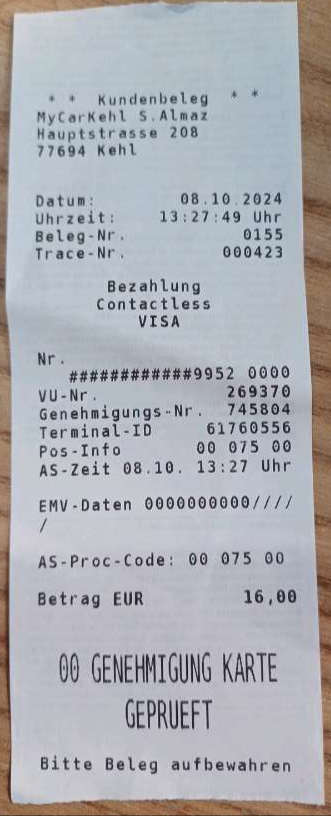 * * Kundenbeleg * *
MyCarKehl S.Almaz
Hauptstrasse 208
77694 Kehl
Datum: 08.10.2024
Uhrzeit: 13:27:49 Uhr
Beleg-Nr. 0155
Trace-Nr. 000423
Bezahlung
Contactless
VISA
Nr.
############9952 0000
VU-Nr. 269370
Genehmigungs-Nr. 745804
Terminal-ID 61760556
Pos-Info 00 075 00
AS-Zeit 08.10. 13:27 Uhr
EMV-Daten 0000000000////
/
AS-Proc-Code: 00 075 00
Betrag EUR 16,00
00 GENEHMIGUNG KARTE
GEPRUEFT
Bitte Beleg aufbewahren